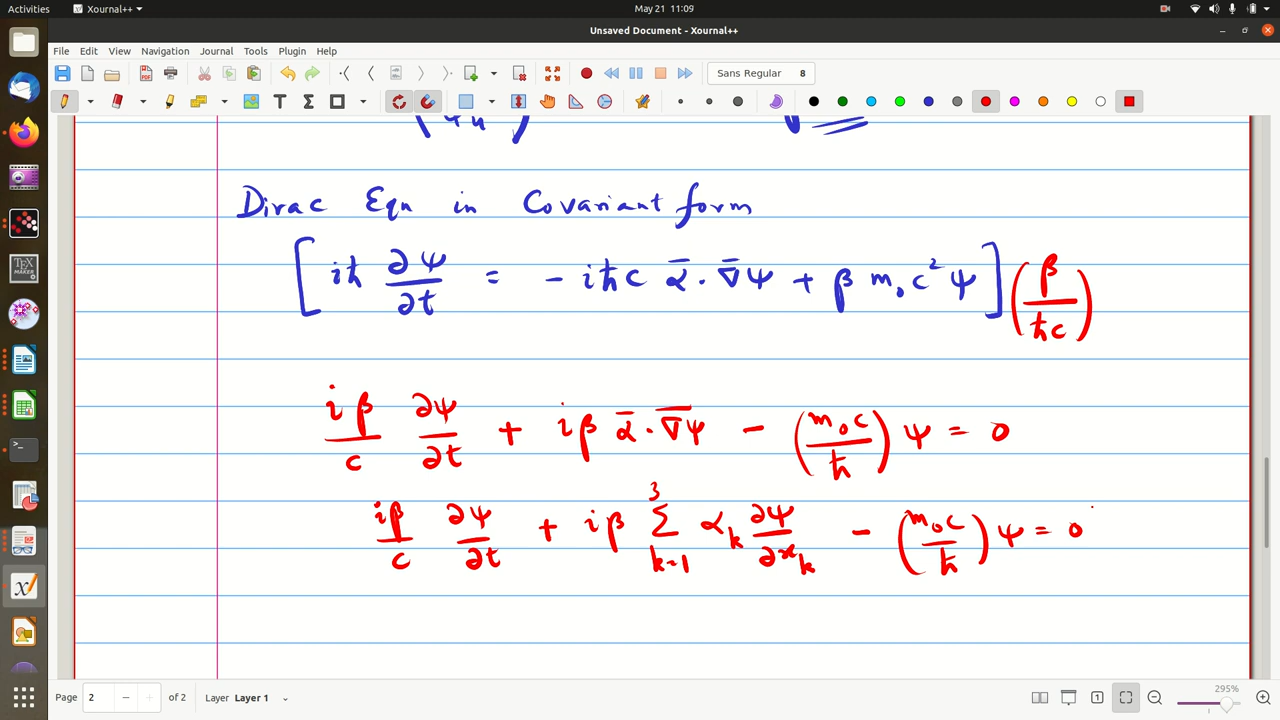 Activities Xournal++ May 21 11:09
Unsaved Document - Xournal++
File Edit View Navigation Journal Tools Plugin Help
Sans Regular 8
Dirac Eqn in Covariant form
[iħ ∂ψ/∂t = - iħc ᾱ·∇̄ψ + β m₀c² ψ] (β/ħc)
iβ/c ∂ψ/∂t + iβ ᾱ·∇̄ψ - (m₀c/ħ) ψ = 0
iβ/c ∂ψ/∂t + iβ Σ_{k=1}^{3} α_k ∂ψ/∂x_k - (m₀c/ħ) ψ = 0
Page 2 of 2 Layer Layer 1 295%